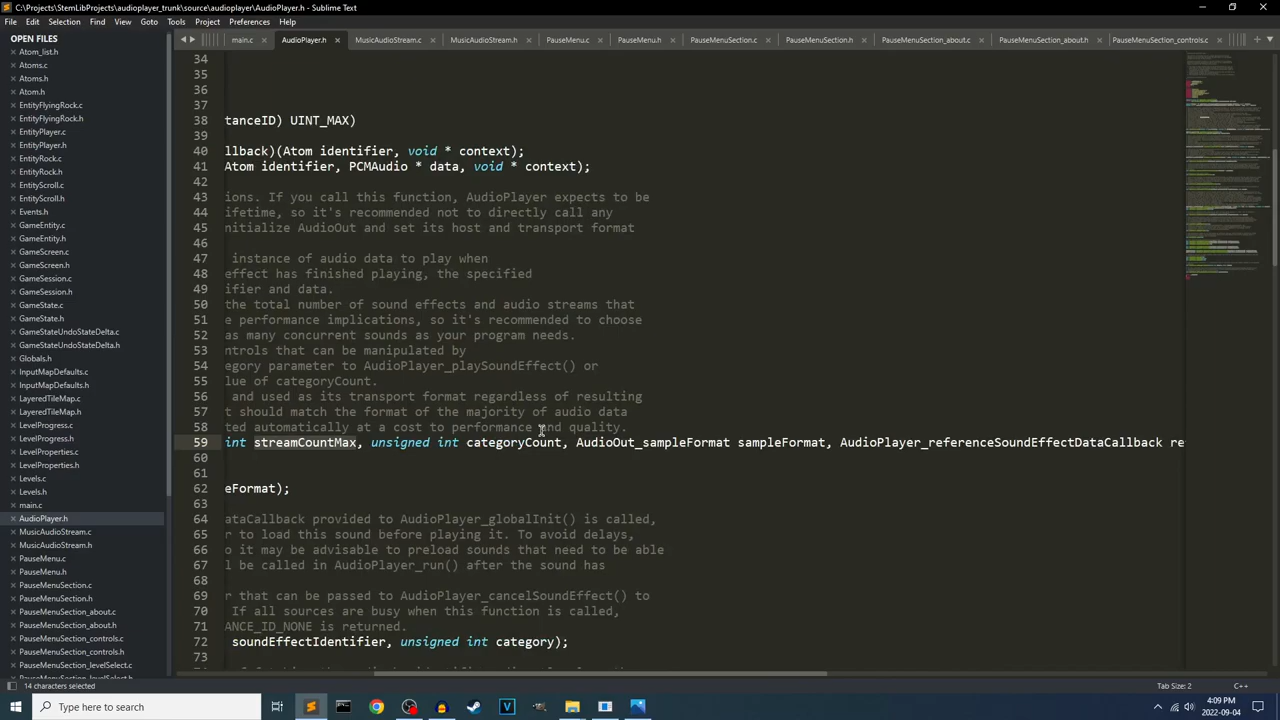 C:\Projects\StemLibProjects\audioplayer_trunk\source\audioplayer\AudioPlayer.h - Sublime Text
File Edit Selection Find View Goto Tools Project Preferences Help
OPEN FILES
Atom_list.h
Atoms.c
Atoms.h
Atom.h
EntityFlyingRock.c
EntityFlyingRock.h
EntityPlayer.c
EntityPlayer.h
EntityRock.c
EntityRock.h
EntityScroll.c
EntityScroll.h
Events.h
GameEntity.c
GameEntity.h
GameScreen.c
GameScreen.h
GameSession.c
GameSession.h
GameState.c
GameState.h
GameStateUndoStateDelta.c
GameStateUndoStateDelta.h
Globals.h
InputMapDefaults.c
InputMapDefaults.h
LayeredTileMap.c
LayeredTileMap.h
LevelProgress.c
LevelProgress.h
LevelProperties.c
LevelProperties.h
Levels.c
Levels.h
main.c
AudioPlayer.h
MusicAudioStream.c
MusicAudioStream.h
PauseMenu.c
PauseMenu.h
PauseMenuSection.c
PauseMenuSection.h
PauseMenuSection_about.c
PauseMenuSection_controls.c
PauseMenuSection_controls.h
PauseMenuSection_levelSelect.c
PauseMenuSection_levelSelect.h
main.c AudioPlayer.h MusicAudioStream.c MusicAudioStream.h PauseMenu.c PauseMenu.h PauseMenuSection.c PauseMenuSection.h PauseMenuSection_about.c PauseMenuSection_about.h PauseMenuSection_controls.c
34
35
36
37
38 tanceID) UINT_MAX)
39
40 llback)(Atom identifier, void * context);
41 (Atom identifier, PCMAudio * data, void * context);
42
43 ions. If you call this function, AudioPlayer expects to be
44 ifetime, so it's recommended not to manually call any
45 initialize AudioOut and set its hardware/framework format
46
47 instance of audio data to play when
48 effect has finished playing, the specified
49 ifier and data.
50 the total number of sound effects and audio streams that
51 e performance implications, so it's recommended to choose
52 as many concurrent sounds as your program needs.
53 ontrols that can be manipulated by
54 egory parameter to AudioPlayer_playSoundEffect() or
55 lue of categoryCount.
56 and used as its transport format regardless of resulting
57 t should match the format of the majority of audio data
58 ted automatically at a cost to performance and quality.
59 int streamCountMax, unsigned int categoryCount, AudioOut_sampleFormat sampleFormat, AudioPlayer_referenceSoundEffectDataCallback re
60
61
62 eFormat);
63
64 ataCallback provided to AudioPlayer_globalInit() is called,
65 r to load this sound before playing it. To avoid delays,
66 o it may be advisable to preload sounds that need to be able
67 l be called in AudioPlayer_run() after the sound has
68
69 er that can be passed to AudioPlayer_cancelSoundEffect() to
70 If all sources are busy when this function is called,
71 ANCE_ID_NONE is returned.
72 soundEffectIdentifier, unsigned int category);
73
14 characters selected
Tab Size: 2
C++
Type here to search
4:09 PM
2022-09-04